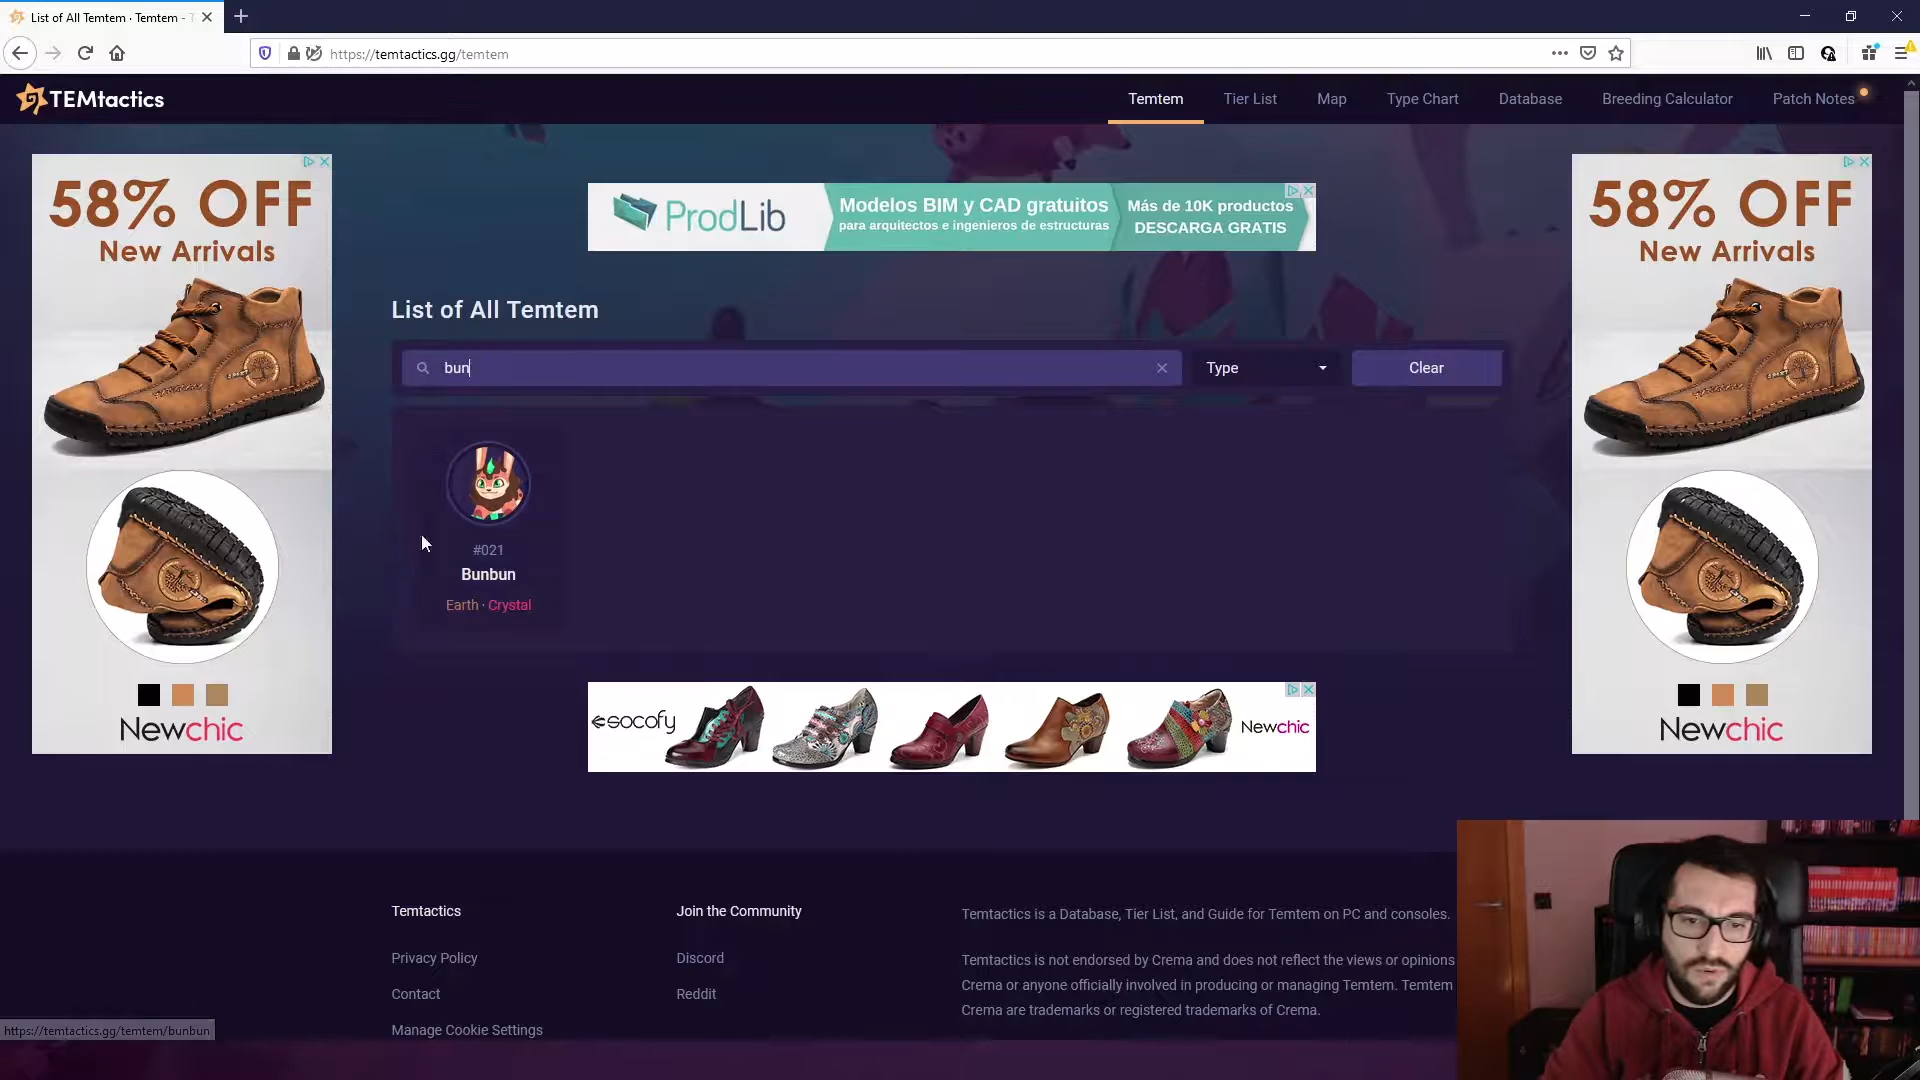 List of All Temtem · Temtem -
https://temtactics.gg/temtem
TEMtactics
Temtem
Tier List
Map
Type Chart
Database
Breeding Calculator
Patch Notes
58% OFF
New Arrivals
Newchic
ProdLib
Modelos BIM y CAD gratuitos
para arquitectos e ingenieros de estructuras
Más de 10K productos
DESCARGA GRATIS
58% OFF
New Arrivals
Newchic
List of All Temtem
bun
Type
Clear
#021
Bunbun
Earth · Crystal
socofy
Newchic
Temtactics
Privacy Policy
Contact
Manage Cookie Settings
Join the Community
Discord
Reddit
Temtactics is a Database, Tier List, and Guide for Temtem on PC and consoles.
Temtactics is not endorsed by Crema and does not reflect the views or opinions
Crema or anyone officially involved in producing or managing Temtem. Temtem
Crema are trademarks or registered trademarks of Crema.
https://temtactics.gg/temtem/bunbun